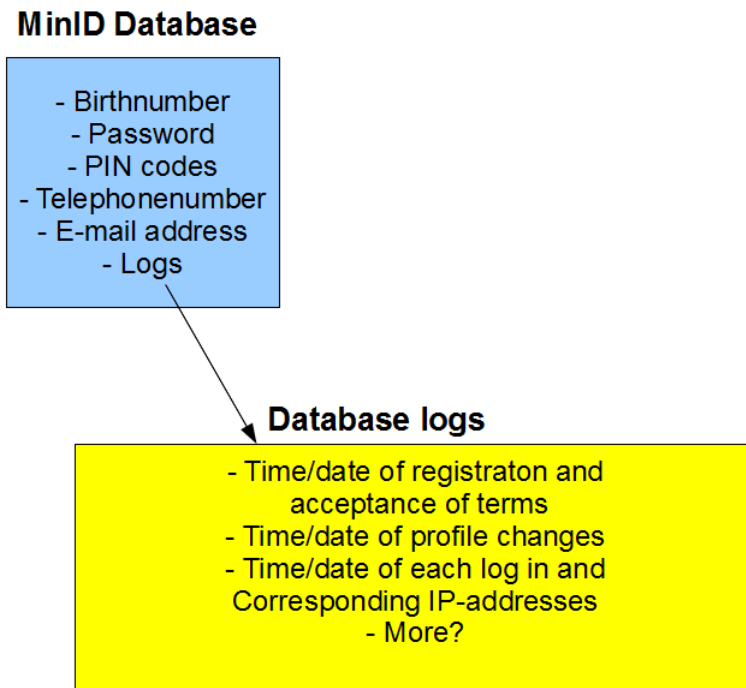 MinID Database
- Birthnumber
- Password
- PIN codes
- Telephonenumber
- E-mail address
- Logs
Database logs
- Time/date of registraton and
acceptance of terms
- Time/date of profile changes
- Time/date of each log in and
Corresponding IP-addresses
- More?